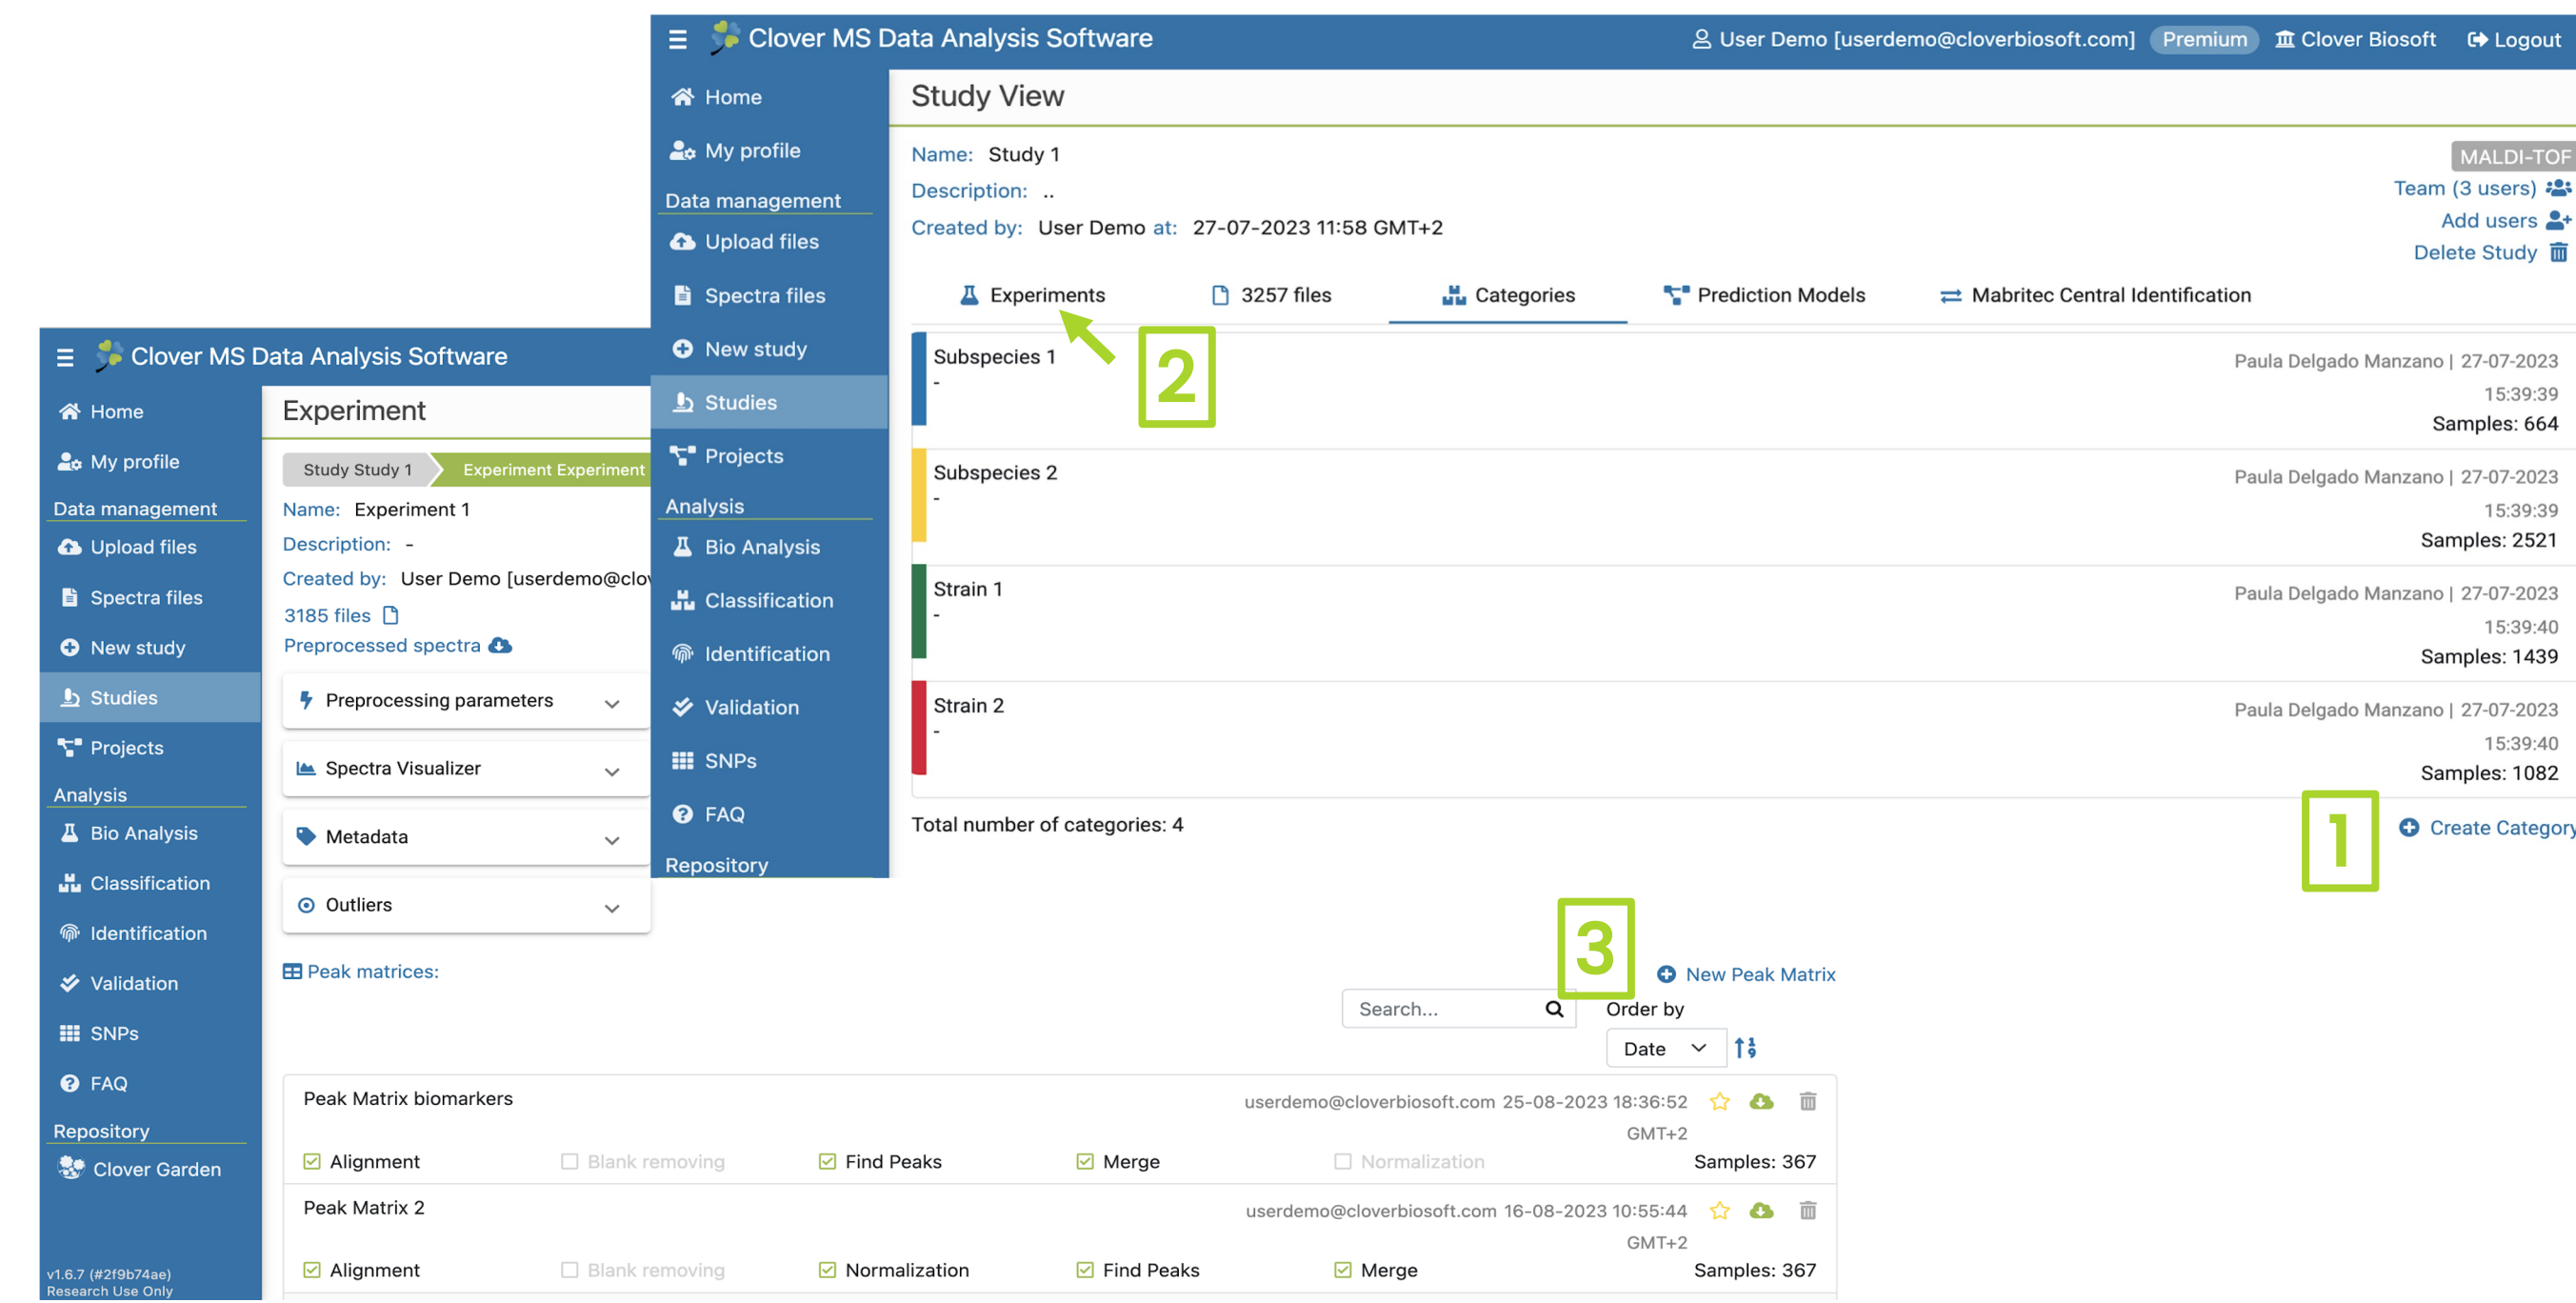 Clover MS Data Analysis Software
User Demo [userdemo@cloverbiosoft.com] Premium Clover Biosoft Logout
Home
My profile
Data management
Upload files
Spectra files
New study
Studies
Projects
Analysis
Bio Analysis
Classification
Identification
Validation
SNPs
FAQ
Repository
Study View
Name: Study 1
Description: ..
Created by: User Demo at: 27-07-2023 11:58 GMT+2
MALDI-TOF
Team (3 users)
Add users
Delete Study
Experiments 3257 files Categories Prediction Models Mabritec Central Identification
2
Subspecies 1
-
Paula Delgado Manzano | 27-07-2023
15:39:39
Samples: 664
Subspecies 2
-
Paula Delgado Manzano | 27-07-2023
15:39:39
Samples: 2521
Strain 1
-
Paula Delgado Manzano | 27-07-2023
15:39:40
Samples: 1439
Strain 2
-
Paula Delgado Manzano | 27-07-2023
15:39:40
Samples: 1082
Total number of categories: 4
1
Create Category
Clover MS Data Analysis Software
Home
My profile
Data management
Upload files
Spectra files
New study
Studies
Projects
Analysis
Bio Analysis
Classification
Identification
Validation
SNPs
FAQ
Repository
Clover Garden
v1.6.7 (#2f9b74ae)
Research Use Only
Experiment
Study Study 1 Experiment Experiment
Name: Experiment 1
Description: -
Created by: User Demo [userdemo@clov
3185 files
Preprocessed spectra
Preprocessing parameters
Spectra Visualizer
Metadata
Outliers
Peak matrices:
3
New Peak Matrix
Search...
Order by
Date
Peak Matrix biomarkers
userdemo@cloverbiosoft.com 25-08-2023 18:36:52
GMT+2
Alignment Blank removing Find Peaks Merge Normalization Samples: 367
Peak Matrix 2
userdemo@cloverbiosoft.com 16-08-2023 10:55:44
GMT+2
Alignment Blank removing Normalization Find Peaks Merge Samples: 367